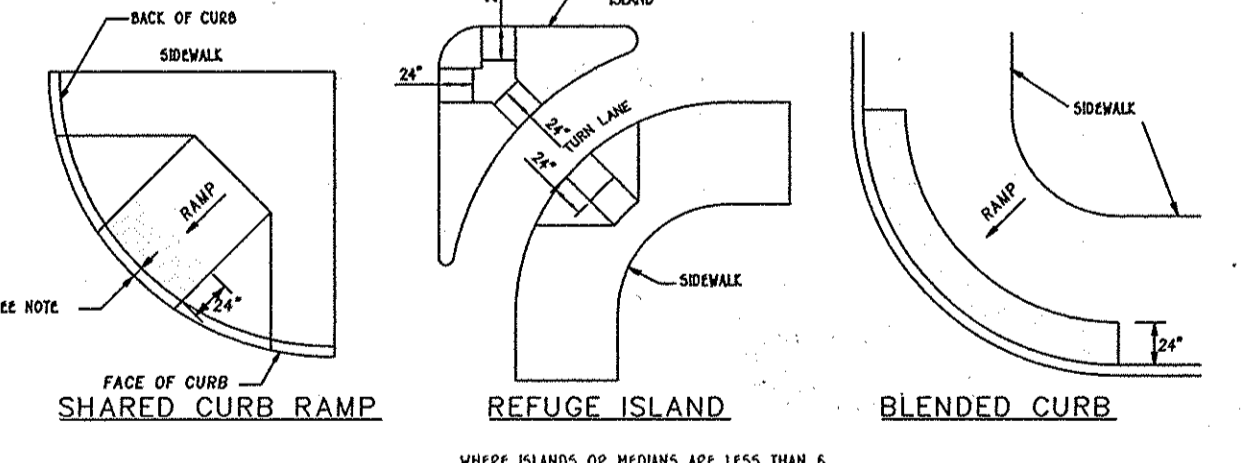 BACK OF CURB
SIDEWALK
RAMP
24"
EE NOTE
FACE OF CURB
SHARED CURB RAMP
ISLAND
24"
24"
TURN LANE
24"
SIDEWALK
REFUGE ISLAND
SIDEWALK
RAMP
24"
BLENDED CURB
WHERE ISLANDS OR MEDIANS ARE LESS THAN 6